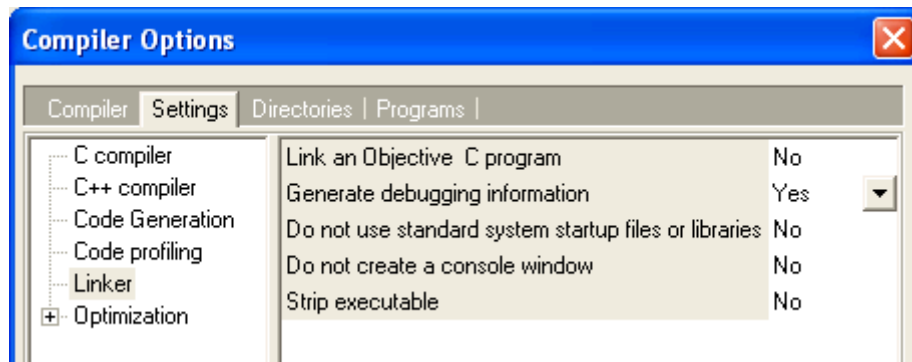 Compiler Options
Compiler Settings Directories Programs
C compiler
C++ compiler
Code Generation
Code profiling
Linker
Optimization
Link an Objective C program No
Generate debugging information Yes
Do not use standard system startup files or libraries No
Do not create a console window No
Strip executable No